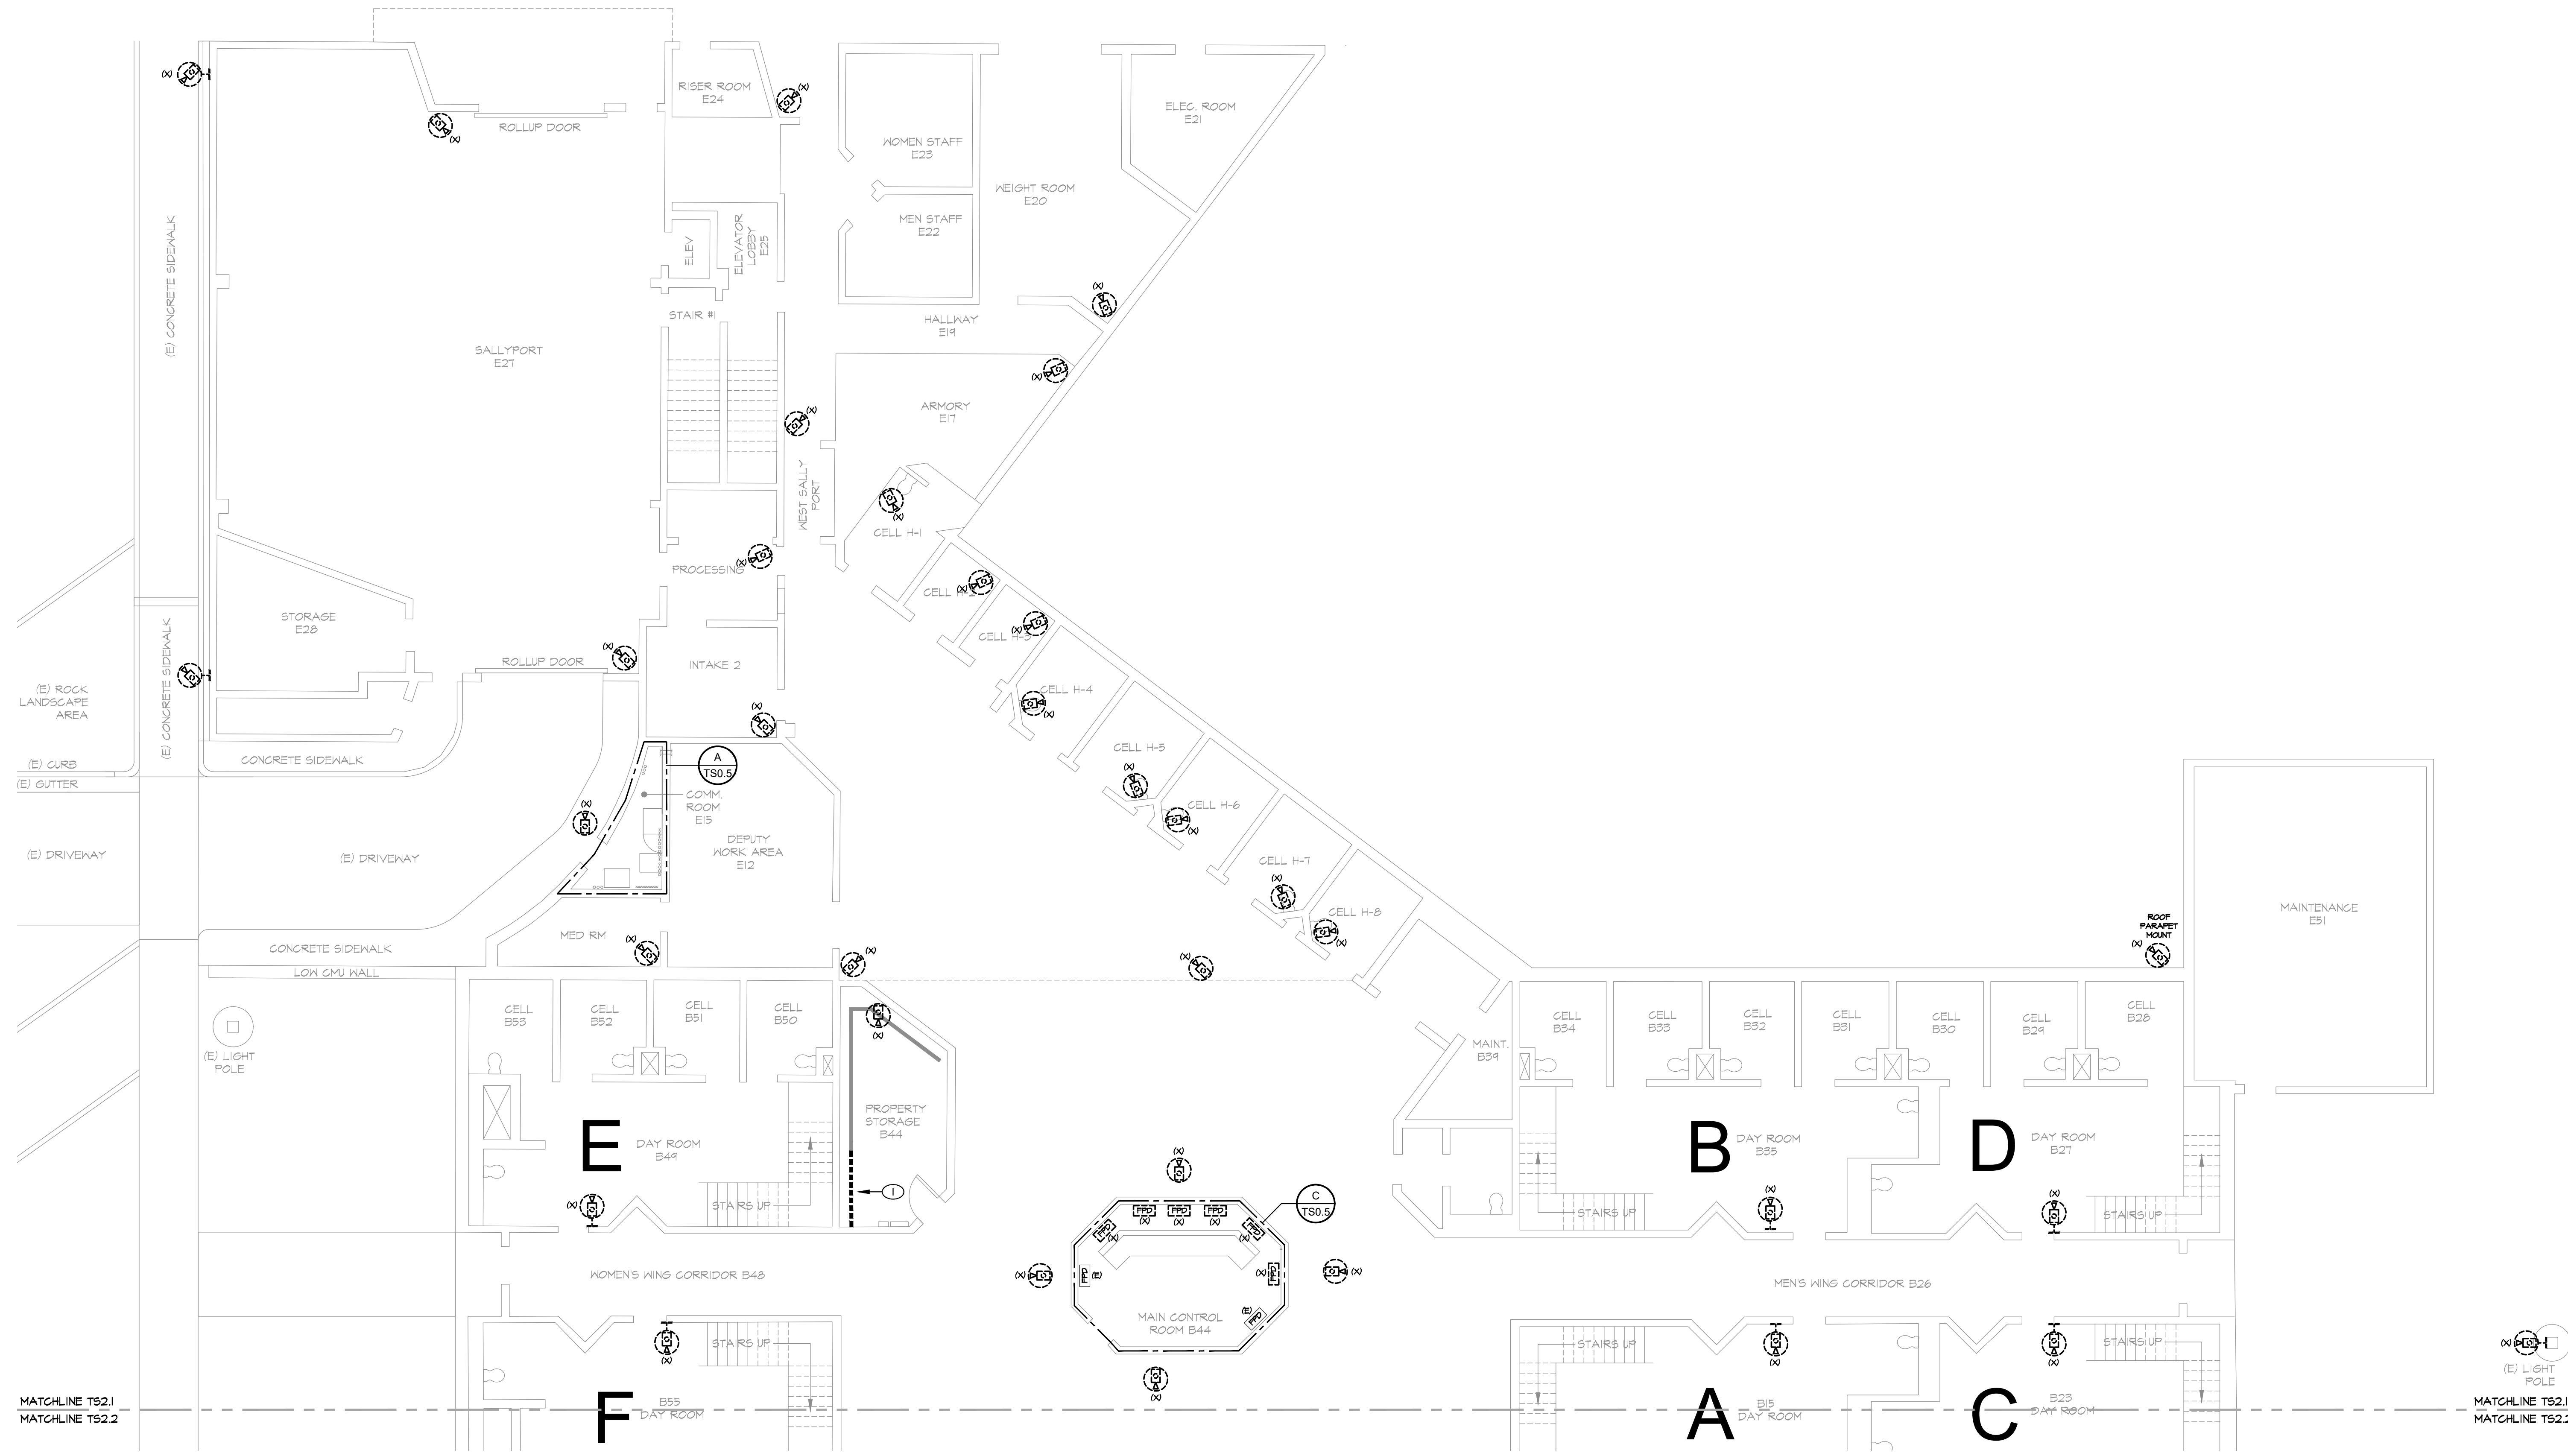 (X)
(X)
ROLLUP DOOR
RISER ROOM
E24
(X)
WOMEN STAFF
E23
ELEC. ROOM
E21
WEIGHT ROOM
E20
MEN STAFF
E22
(E) CONCRETE SIDEWALK
ELEV
ELEVATOR
LOBBY
E25
STAIR #1
HALLWAY
E19
(X)
SALLYPORT
E27
(X)
ARMORY
E17
(X)
WEST SALLY
PORT
(X)
CELL H-1
PROCESSING
(X)
CELL H-2
(X)
STORAGE
E28
CELL H-3
(X)
(E) CONCRETE SIDEWALK
(X)
ROLLUP DOOR
(X)
INTAKE 2
(E) ROCK
LANDSCAPE
AREA
CELL H-4
(X)
(X)
CELL H-5
(X)
(E) CURB
CONCRETE SIDEWALK
(E) GUTTER
A
TS0.5
COMM.
ROOM
E15
CELL H-6
(X)
(X)
DEPUTY
WORK AREA
E12
(E) DRIVEWAY
(E) DRIVEWAY
CELL H-7
(X)
CELL H-8
(X)
MAINTENANCE
E51
ROOF
PARAPET
MOUNT
(X)
CONCRETE SIDEWALK
MED RM
(X)
(X)
(X)
LOW CMU WALL
CELL
B53
CELL
B52
CELL
B51
CELL
B50
(X)
CELL
B34
CELL
B33
CELL
B32
CELL
B31
CELL
B30
CELL
B29
CELL
B28
(E) LIGHT
POLE
MAINT.
B39
PROPERTY
STORAGE
B44
E
DAY ROOM
B49
B
DAY ROOM
B35
D
DAY ROOM
B27
(X)
1
STAIRS UP
(X)
C
TS0.5
FPD
(X)
FPD
(X)
FPD
(X)
FPD
(X)
FPD
(X)
STAIRS UP
(X)
(X)
STAIRS UP
WOMEN'S WING CORRIDOR B48
(X)
FPD
(E)
(X)
FPD
(X)
MEN'S WING CORRIDOR B26
MAIN CONTROL
ROOM B44
(E)
FPD
(X)
STAIRS UP
STAIRS UP
(X)
(X)
STAIRS UP
(X)
(E) LIGHT
POLE
(X)
MATCHLINE TS2.1
MATCHLINE TS2.2
F
B55
DAY ROOM
A
B15
DAY ROOM
C
B23
DAY ROOM
MATCHLINE TS2.1
MATCHLINE TS2.2